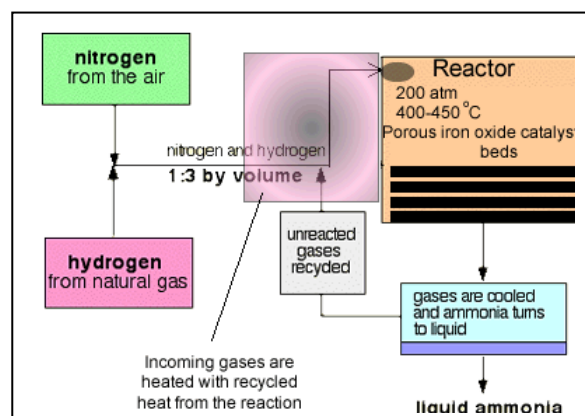 nitrogen
from the air
nitrogen and hydrogen
1:3 by volume
hydrogen
from natural gas
Incoming gases are
heated with recycled
heat from the reaction
unreacted
gases
recycled
Reactor
200 atm
400-450 °C
Porous iron oxide catalyst
beds
gases are cooled
and ammonia turns
to liquid
liquid ammonia